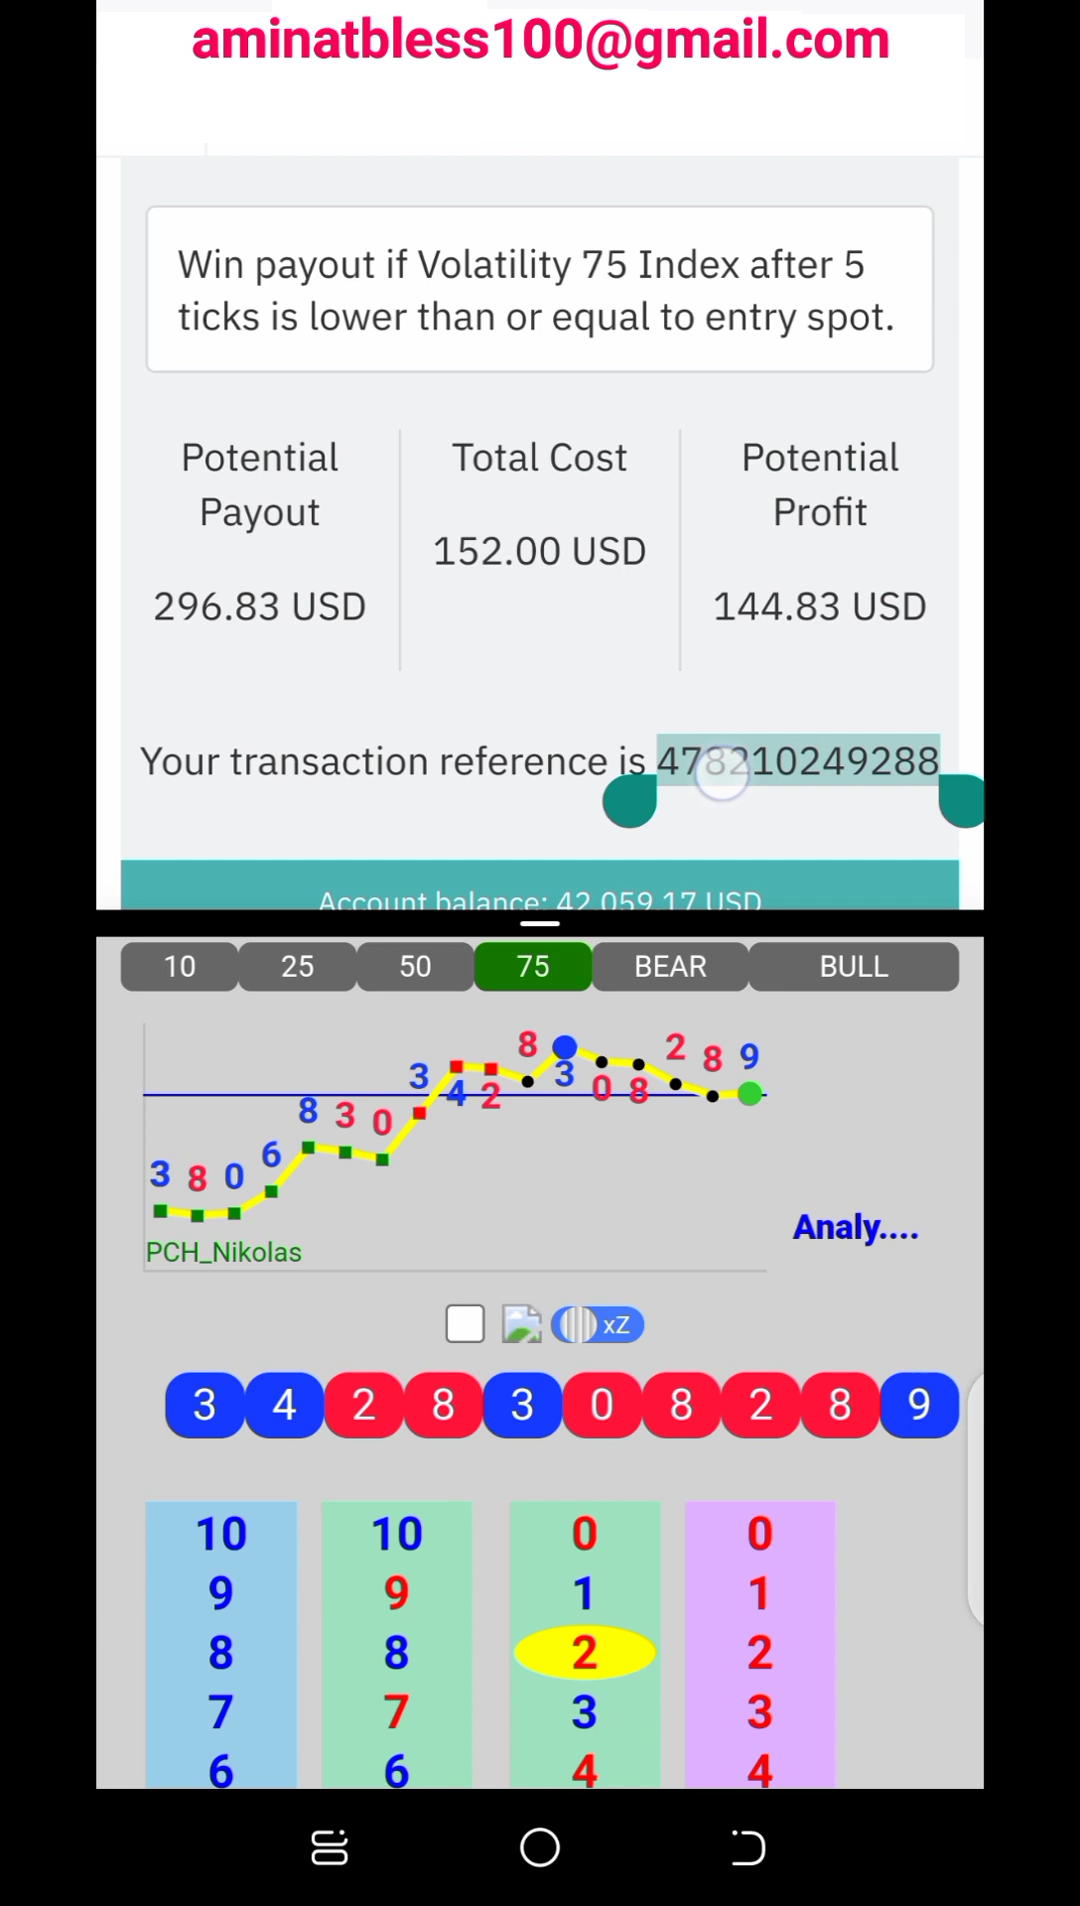 aminatbless100@gmail.com
Win payout if Volatility 75 Index after 5
ticks is lower than or equal to entry spot.
Potential
Payout
296.83 USD
Total Cost
152.00 USD
Potential
Profit
144.83 USD
Your transaction reference is 478210249288
Account balance: 42,059.17 USD
10 25 50 75 BEAR BULL
3 8 0 6 8 3 0 3 4 2 8 3 0 8 2 8 9
PCH_Nikolas
Analy....
xZ
3 4 2 8 3 0 8 2 8 9
10 10 0 0
9 9 1 1
8 8 2 2
7 7 3 3
6 6 4 4